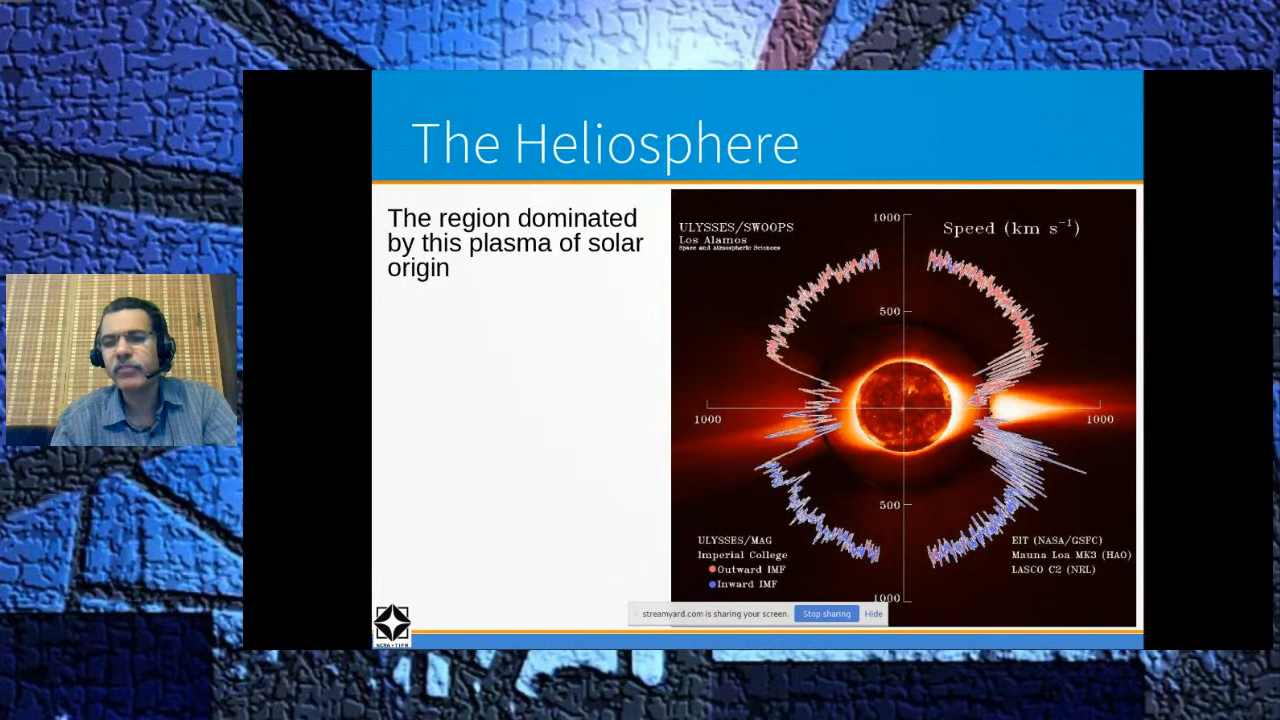 The Heliosphere
The region dominated
by this plasma of solar
origin
ULYSSES/SWOOPS
Los Alamos
Space and Atmospheric Sciences
1000
Speed (km s⁻¹)
500
1000
1000
500
ULYSSES/MAG
Imperial College
Outward IMF
Inward IMF
EIT (NASA/GSFC)
Mauna Loa MK3 (HAO)
LASCO C2 (NRL)
1000
streamyard.com is sharing your screen.
Stop sharing
Hide
NCRA • TIFR